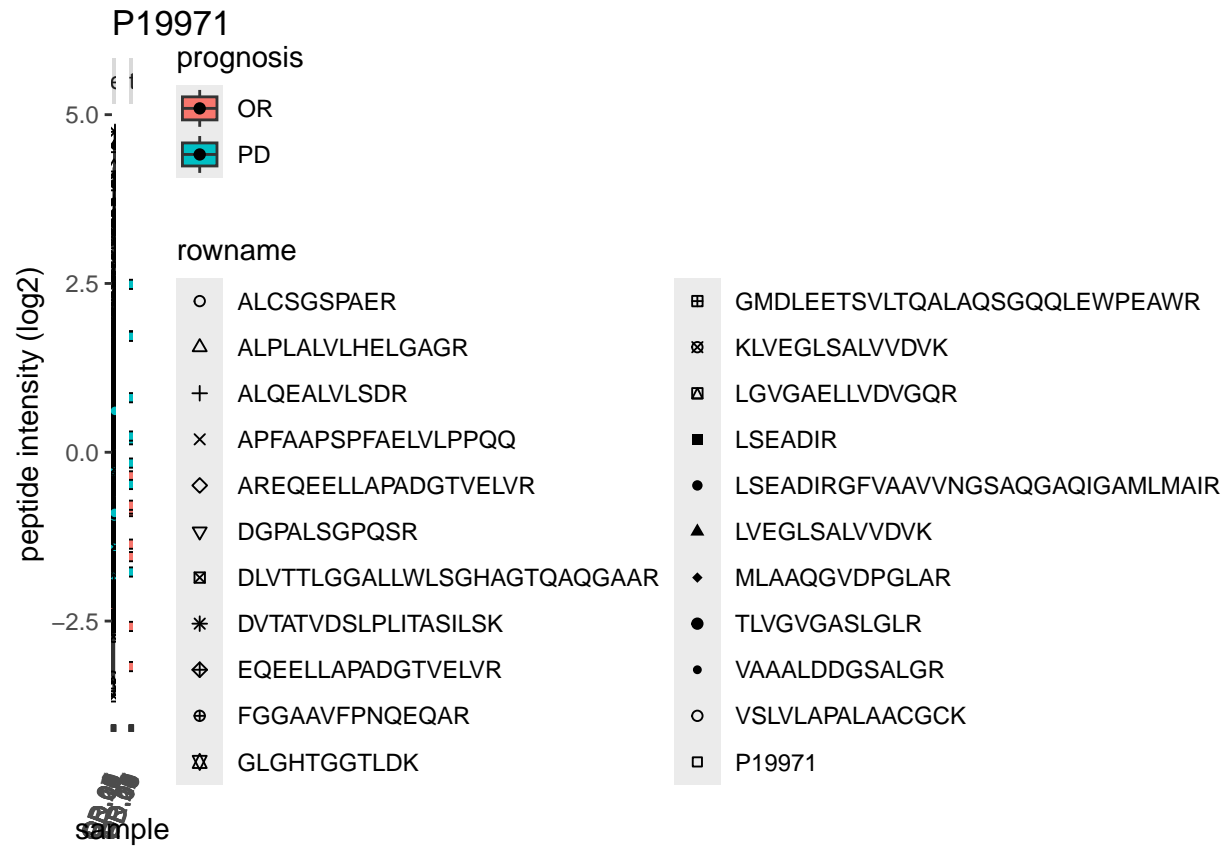 P19971
prognosis
OR
PD
5.0
2.5
0.0
−2.5
peptide intensity (log2)
sample
rowname
ALCSGSPAER
ALPLALVLHELGAGR
ALQEALVLSDR
APFAAPSPFAELVLPPQQ
AREQEELLAPADGTVELVR
DGPALSGPQSR
DLVTTLGGALLWLSGHAGTQAQGAAR
DVTATVDSLPLITASILSK
EQEELLAPADGTVELVR
FGGAAVFPNQEQAR
GLGHTGGTLDK
GMDLEETSVLTQALAQSGQQLEWPEAWR
KLVEGLSALVVDVK
LGVGAELLVDVGQR
LSEADIR
LSEADIRGFVAAVVNGSAQGAQIGAMLMAIR
LVEGLSALVVDVK
MLAAQGVDPGLAR
TLVGVGASLGLR
VAAALDDGSALGR
VSLVLAPALAACGCK
P19971